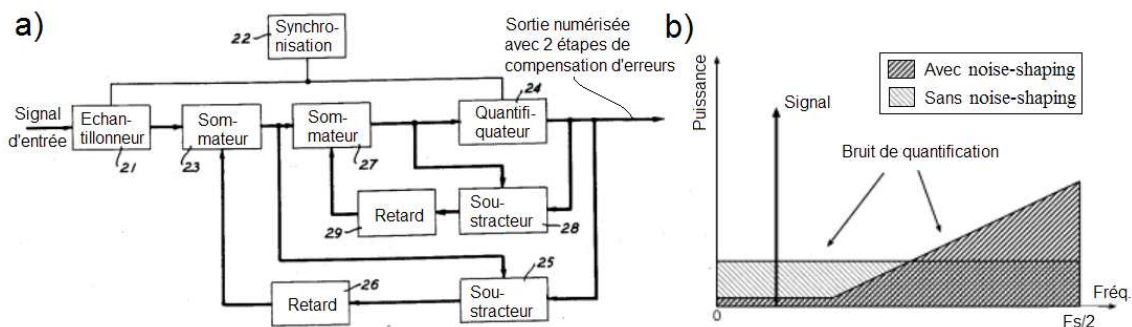 a)
Synchro-
nisation
22
Sortie numérisée
avec 2 étapes de
compensation d'erreurs
Signal
d'entrée
Echan-
tillonneur
21
Som-
mateur
23
Som-
mateur
27
24
Quantifi-
quateur
Retard
29
Sou-
stracteur
28
Retard
26
25
Sou-
stracteur
b)
Puissance
Avec noise-shaping
Sans noise-shaping
Signal
Bruit de quantification
Fréq.
0
Fs/2